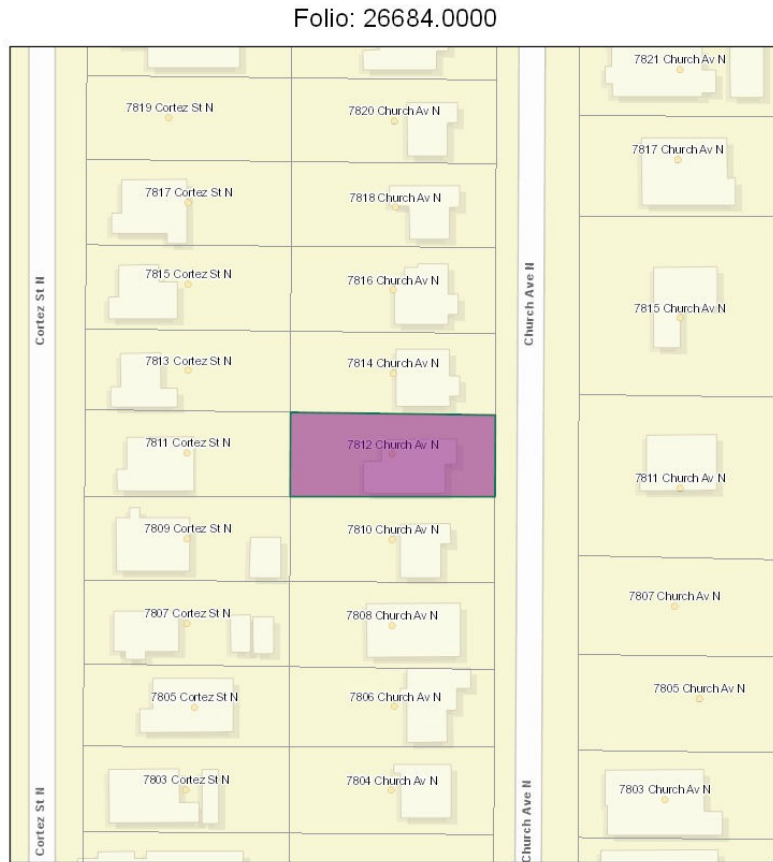 Folio: 26684.0000
7821 Church Av N
7819 Cortez St N
7820 Church Av N
7817 Church Av N
7817 Cortez St N
7818 Church Av N
7815 Cortez St N
7816 Church Av N
Cortez St N
Church Ave N
7815 Church Av N
7813 Cortez St N
7814 Church Av N
7811 Cortez St N
7812 Church Av N
7811 Church Av N
7809 Cortez St N
7810 Church Av N
7807 Church Av N
7807 Cortez St N
7808 Church Av N
7805 Cortez St N
7806 Church Av N
7805 Church Av N
7803 Cortez St N
7804 Church Av N
7803 Church Av N
Cortez St N
Church Ave N